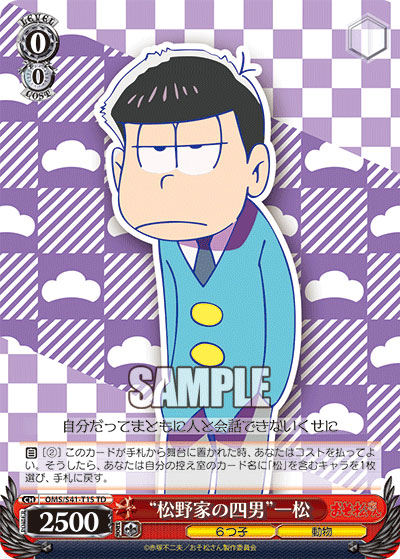 LEVEL
0
0
COST
SAMPLE
自分だってまともに人と会話できないくせに
自【②】このカードが手札から舞台に置かれた時、あなたはコストを払ってよ
い。そうしたら、あなたは自分の控え室のカード名に「松」を含むキャラを1枚
選び、手札に戻す。
OMS/S41-T15 TD
POWER
2500
“松野家の四男”一松
おそ松さん
6つ子
動物
©赤塚不二夫／おそ松さん製作委員会